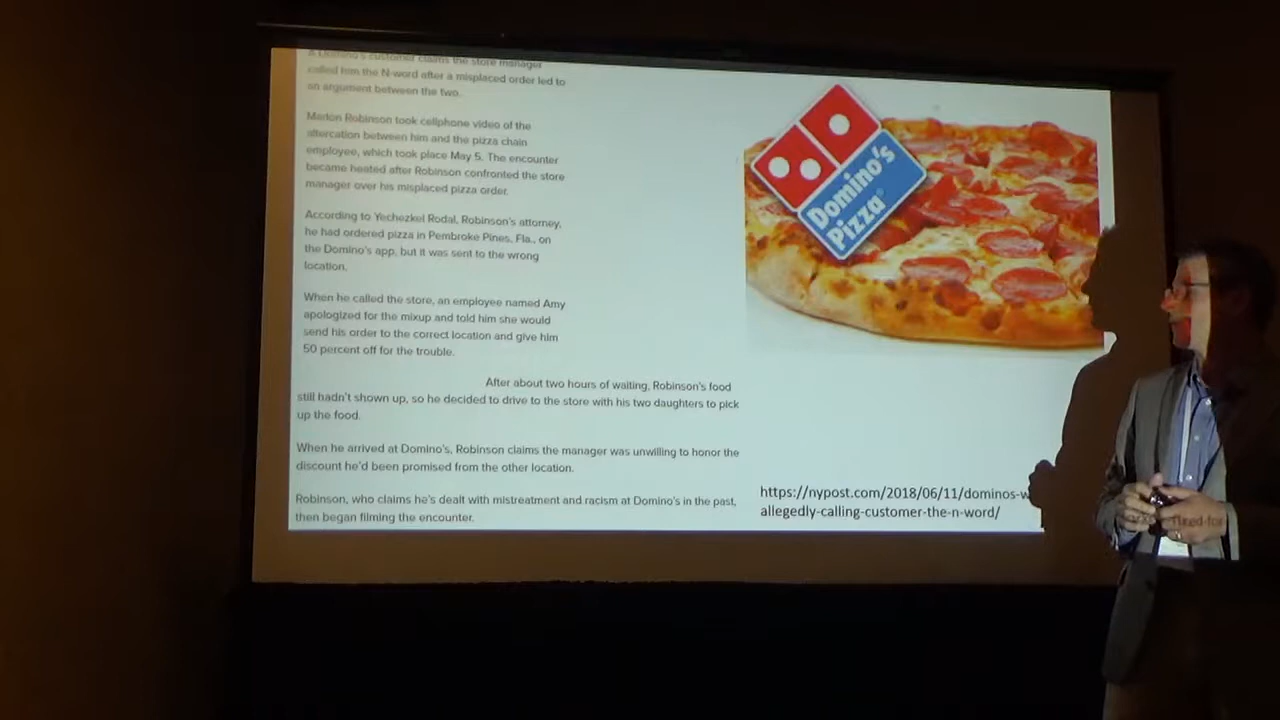 A Domino's customer claims the store manager
called him the N-word after a misplaced order led to
an argument between the two.
Marlon Robinson took cellphone video of the
altercation between him and the pizza chain
employee, which took place May 5. The encounter
became heated after Robinson confronted the store
manager over his misplaced pizza order.
According to Yechezkel Rodal, Robinson's attorney,
he had ordered pizza in Pembroke Pines, Fla., on
the Domino's app, but it was sent to the wrong
location.
When he called the store, an employee named Amy
apologized for the mixup and told him she would
send his order to the correct location and give him
50 percent off for the trouble.
After about two hours of waiting, Robinson's food
still hadn't shown up, so he decided to drive to the store with his two daughters to pick
up the food.
When he arrived at Domino's, Robinson claims the manager was unwilling to honor the
discount he'd been promised from the other location.
Robinson, who claims he's dealt with mistreatment and racism at Domino's in the past,
then began filming the encounter.
Domino's
Pizza
https://nypost.com/2018/06/11/dominos-w
allegedly-calling-customer-the-n-word/